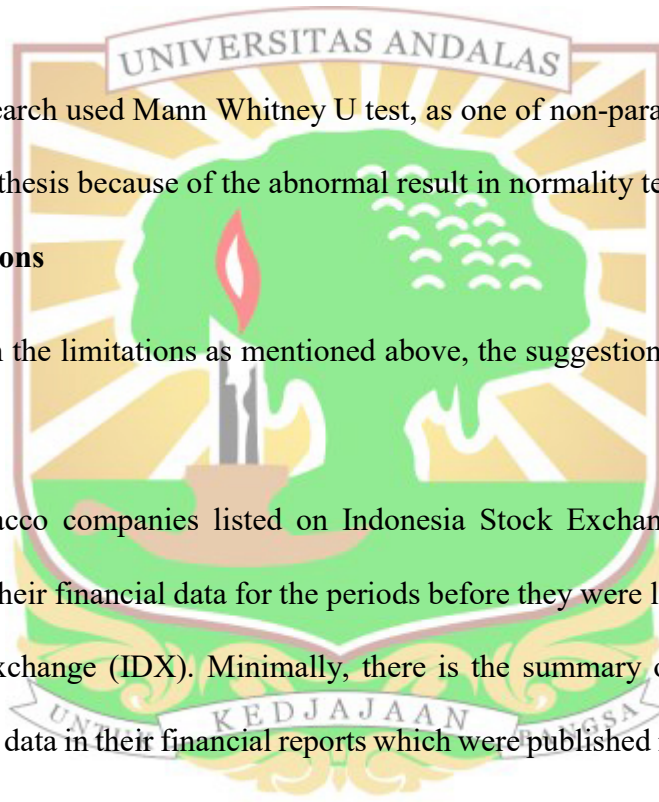 UNIVERSITAS ANDALAS
earch used Mann Whitney U test, as one of non-para
thesis because of the abnormal result in normality te
ons
n the limitations as mentioned above, the suggestion
acco companies listed on Indonesia Stock Exchan
heir financial data for the periods before they were l
xchange (IDX). Minimally, there is the summary o
data in their financial reports which were published
UNTUK KEDJAJAAN BANGSA